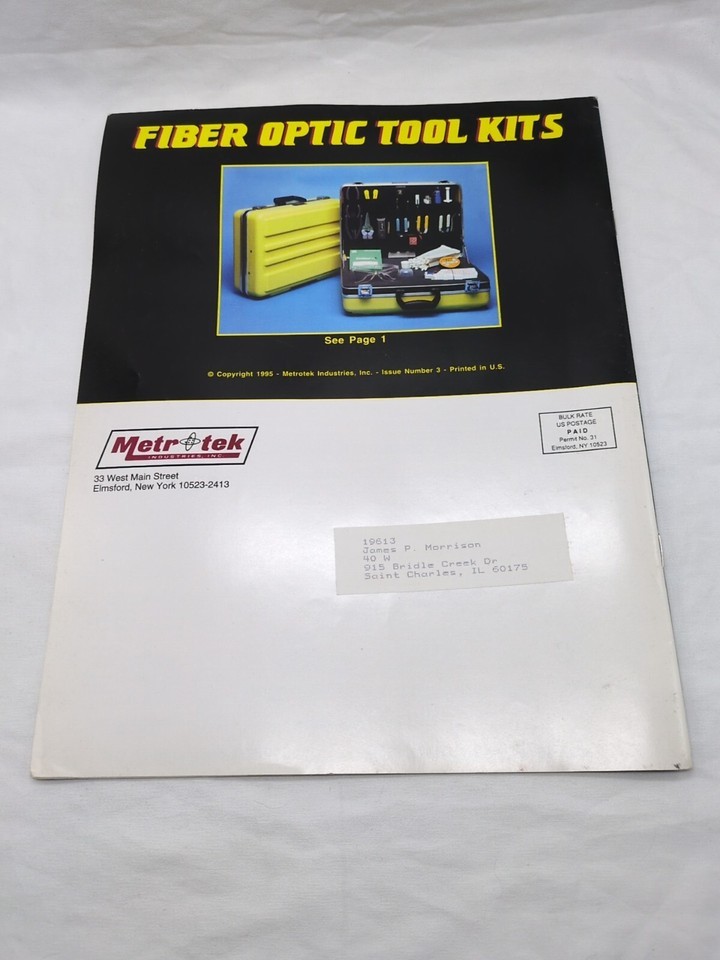 FIBER OPTIC TOOL KITS
See Page 1
© Copyright 1995 - Metrotek Industries, Inc. - Issue Number 3 - Printed in U.S.
Metrotek
INDUSTRIES, INC.
33 West Main Street
Elmsford, New York 10523-2413
BULK RATE
US POSTAGE
PAID
Permit No. 31
Elmsford, NY 10523
19613
James P. Morrison
40 W
915 Bridle Creek Dr
Saint Charles, IL 60175